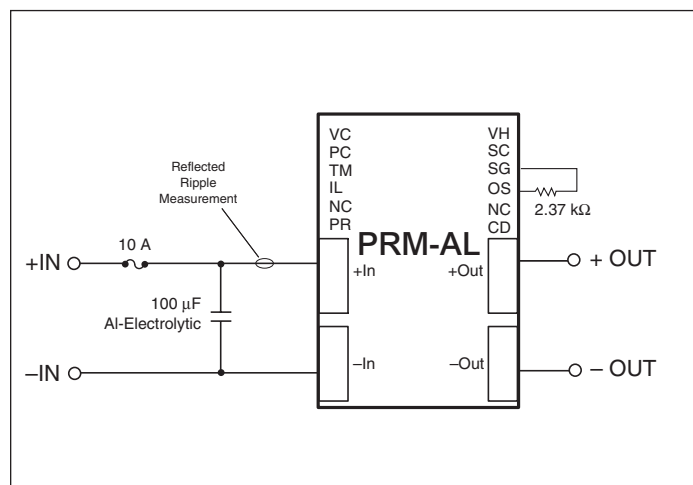 VC
PC
TM
IL
NC
PR
VH
SC
SG
OS
NC
CD
2.37 kΩ
Reflected
Ripple
Measurement
PRM-AL
10 A
+IN
+In
+Out
+ OUT
100 µF
Al-Electrolytic
–IN
–In
–Out
– OUT